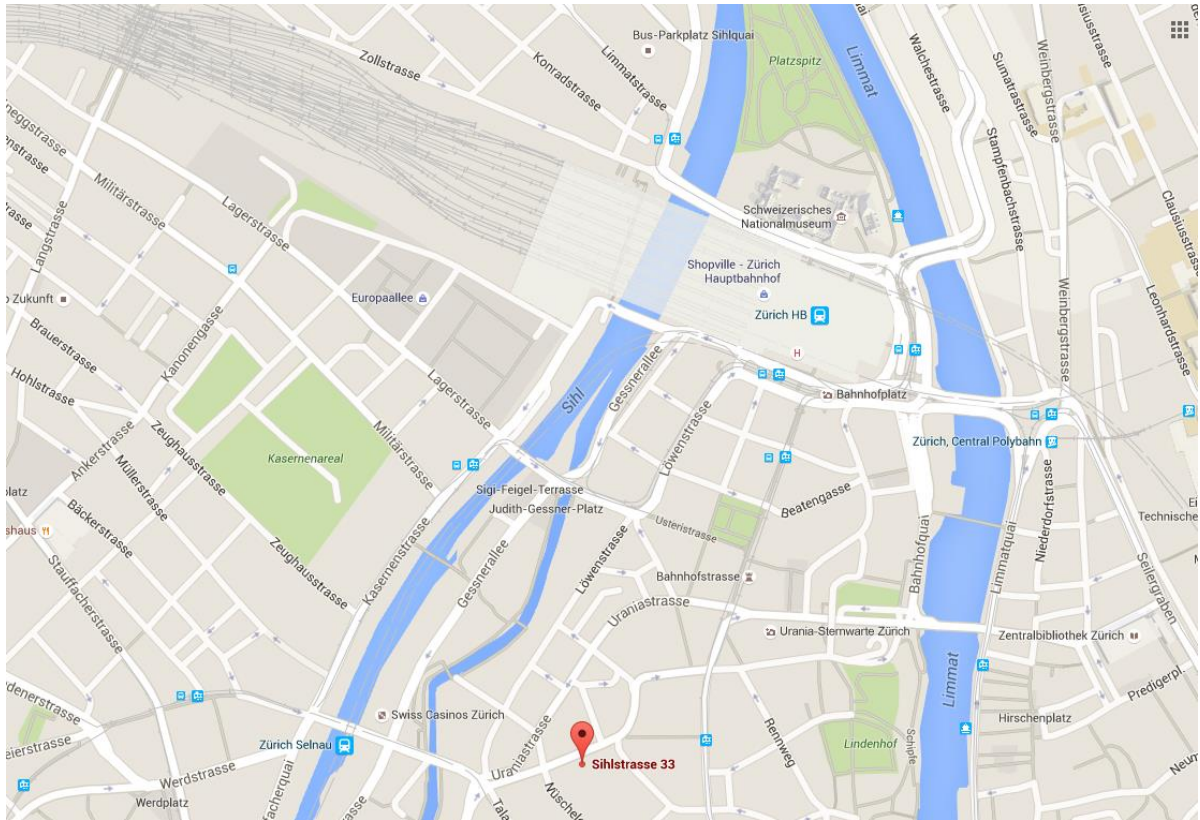 Bus-Parkplatz Sihlquai
Zollstrasse
Konradstrasse
Limmatstrasse
Platzspitz
Limmat
Walchestrasse
Sumatrastrasse
Weinbergstrasse
Clausiusstrasse
Stampfenbachstrasse
Militärstrasse
Lagerstrasse
Langstrasse
Schweizerisches
Nationalmuseum
Clausiusstrasse
Shopville - Zürich
Hauptbahnhof
Europaallee
Zukunft
Zürich HB
Weinbergstrasse
Leonhardstrasse
Brauerstrasse
Kanonengasse
Hohlstrasse
Lagerstrasse
Sihl
Gessnerallee
H
Bahnhofplatz
Löwenstrasse
Zürich, Central Polybahn
Ankerstrasse
Zeughausstrasse
Müllerstrasse
Kasernenareal
Militärstrasse
Sigi-Feigel-Terrasse
Judith-Gessner-Platz
Beatengasse
Usteristrasse
Niederdorfstrasse
Technische
Bäckerstrasse
Stauffacherstrasse
Zeughausstrasse
Kasernenstrasse
Gessnerallee
Löwenstrasse
Bahnhofstrasse
Bahnhofquai
Limmatquai
Seilergraben
Uraniastrasse
Urania-Sternwarte Zürich
Zentralbibliothek Zürich
Predigerpl.
Swiss Casinos Zürich
Zürich Selnau
Limmat
Hirschenplatz
Uraniastrasse
Rennweg
Lindenhof
Schipfe
Sihlstrasse 33
Werdstrasse
Werdplatz